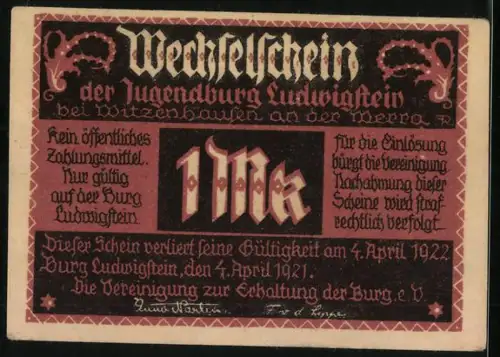 Wechselschein
der Jugendburg Ludwigstein
bei Witzenhausen an der Werra
Kein öffentliches
Zahlungsmittel.
Nur gültig
auf der Burg
Ludwigstein
1 Mk
für die Einlösung
bürgt die Vereinigung
Nachahmung dieser
Scheine wird straf
rechtlich verfolgt.
Dieser Schein verliert seine Gültigkeit am 4. April 1922
Burg Ludwigstein, den 4. April 1921.
Die Vereinigung zur Erhaltung der Burg e.V.